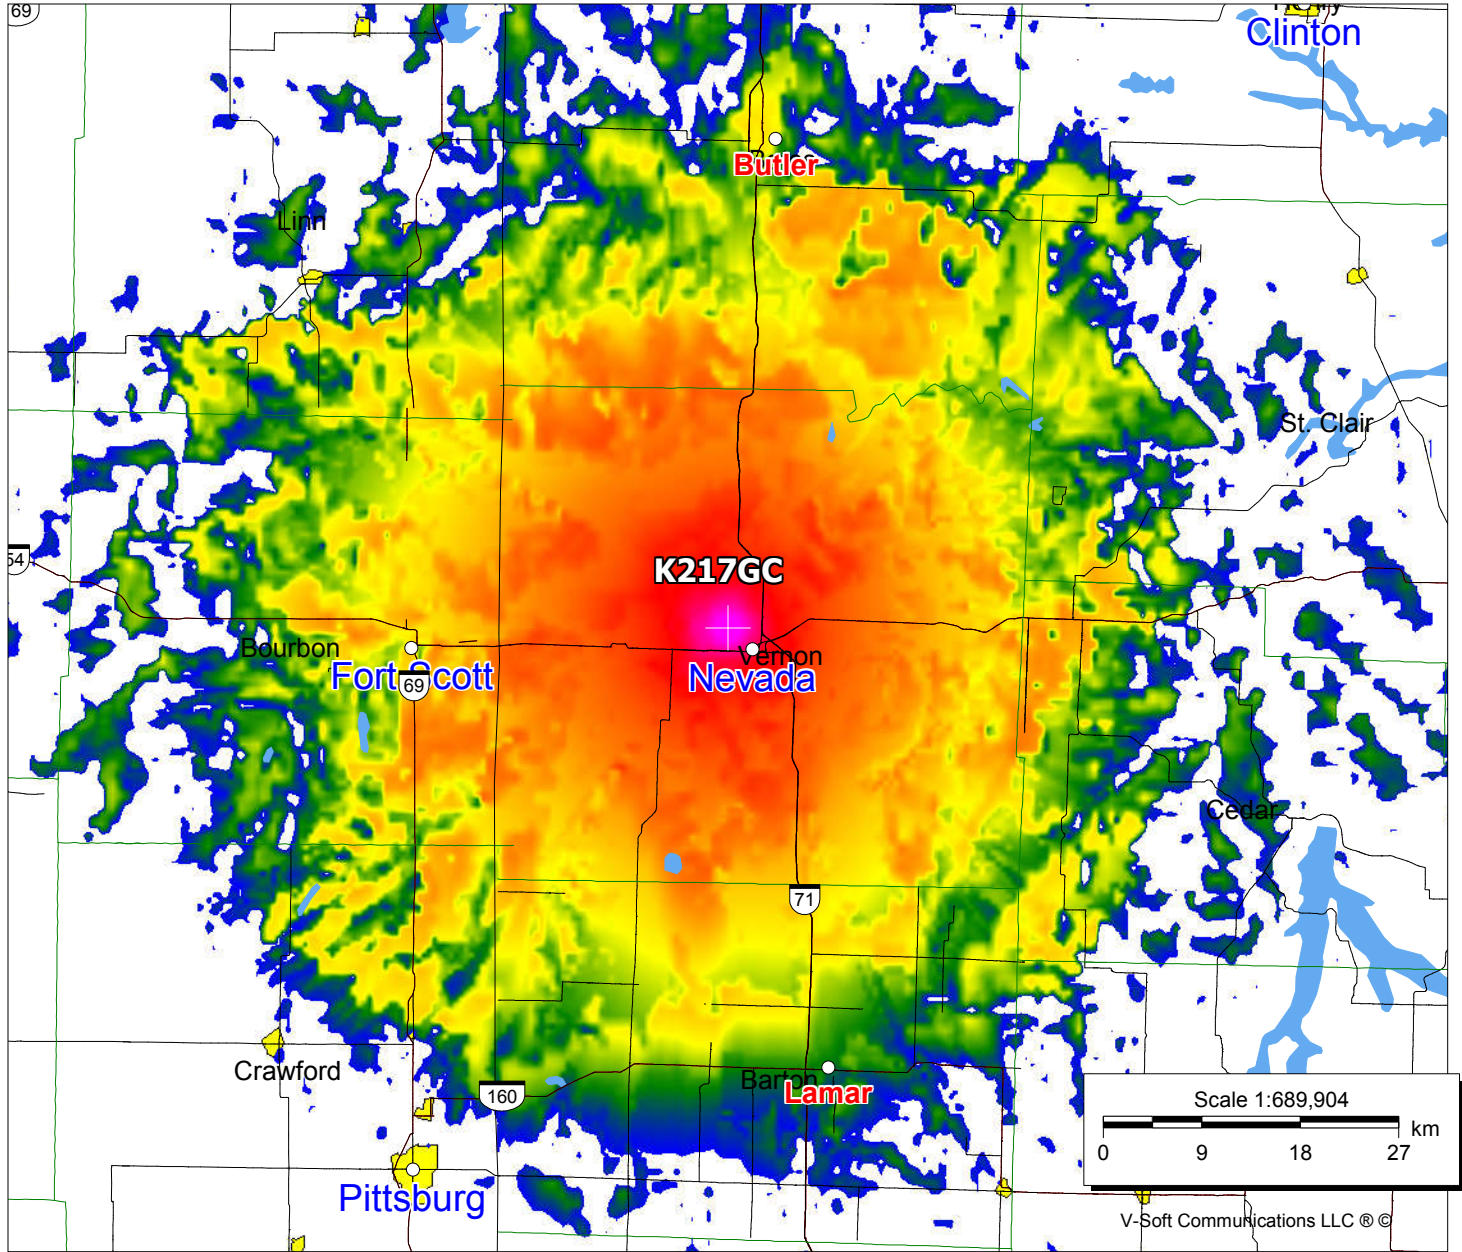 69
Clinton
Butler
Linn
St. Clair
54
K217GC
Bourbon
Vernon
Fort Scott
69
Nevada
Cedar
71
Crawford
Barton
Lamar
160
Scale 1:689,904
km
0 9 18 27
Pittsburg
V-Soft Communications LLC ® ©